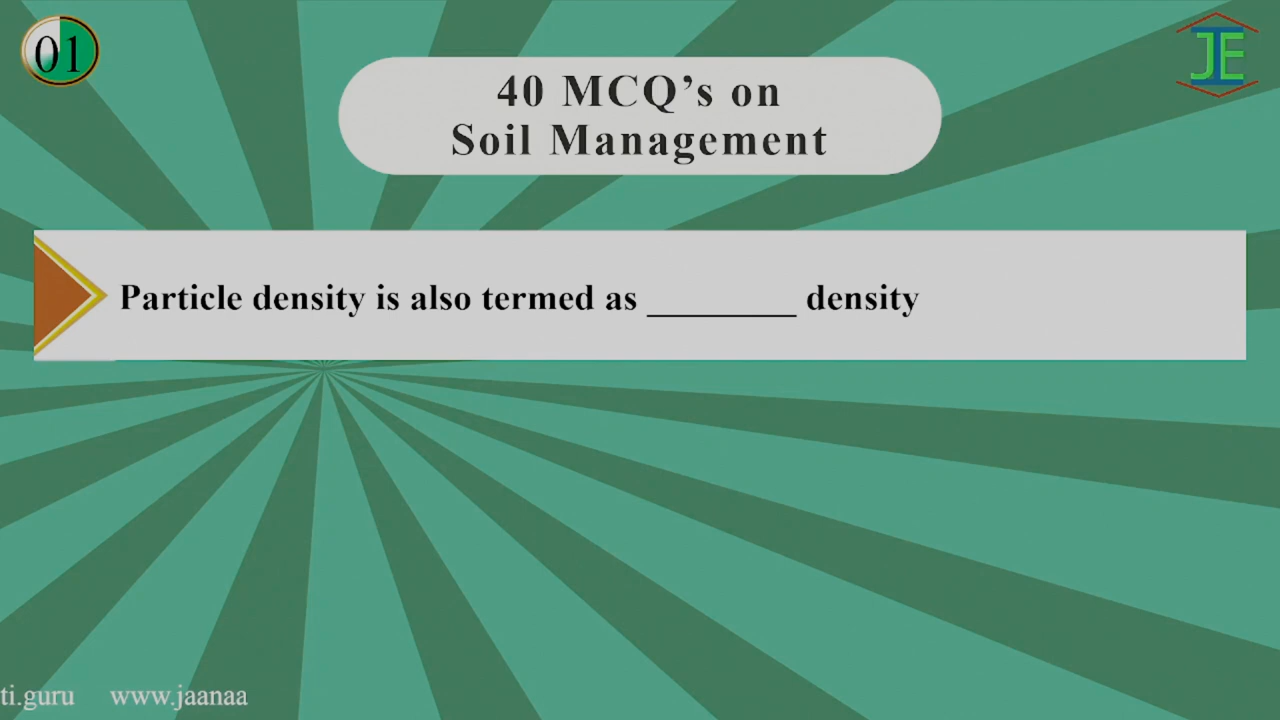 01
JE
40 MCQ’s on
Soil Management
Particle density is also termed as ________ density
ti.guru www.jaanaa